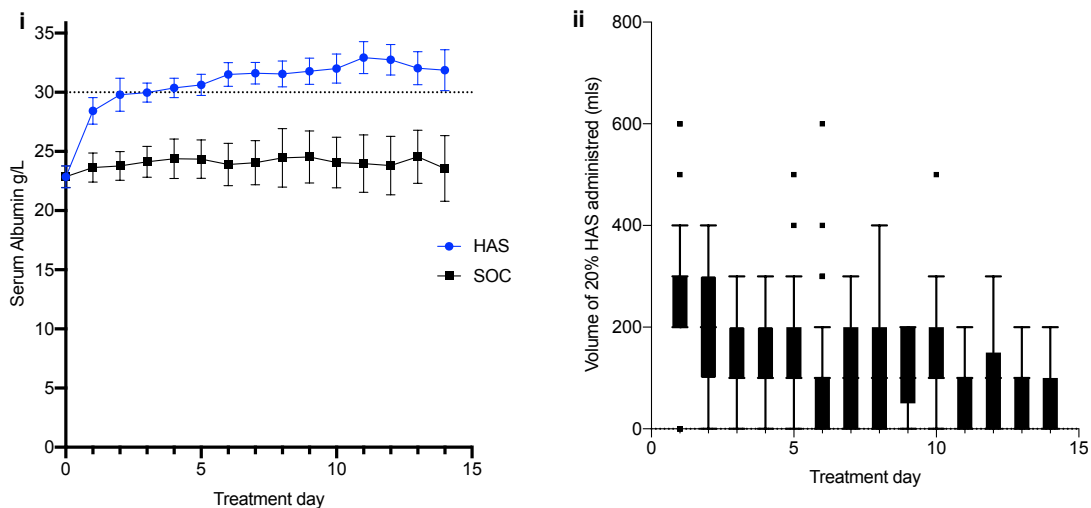 i
Serum Albumin g/L
35
30
25
20
15
10
5
0
0
5
10
15
Treatment day
HAS
SOC
ii
Volume of 20% HAS administred (mls)
800
600
400
200
0
0
5
10
15
Treatment day